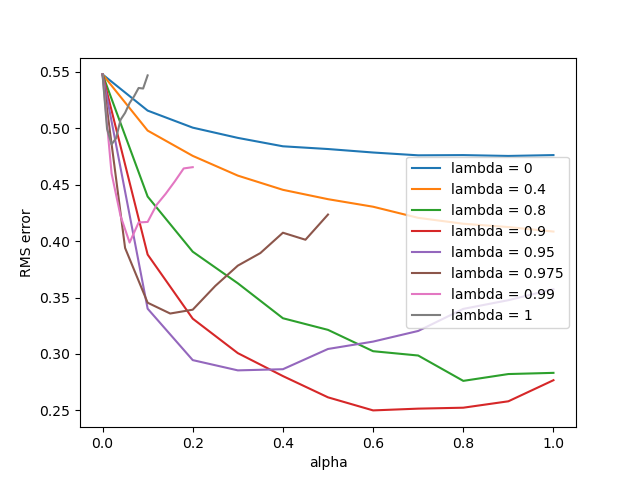 0.55
0.50
0.45
0.40
0.35
0.30
0.25
RMS error
0.0
0.2
0.4
0.6
0.8
1.0
alpha
lambda = 0
lambda = 0.4
lambda = 0.8
lambda = 0.9
lambda = 0.95
lambda = 0.975
lambda = 0.99
lambda = 1